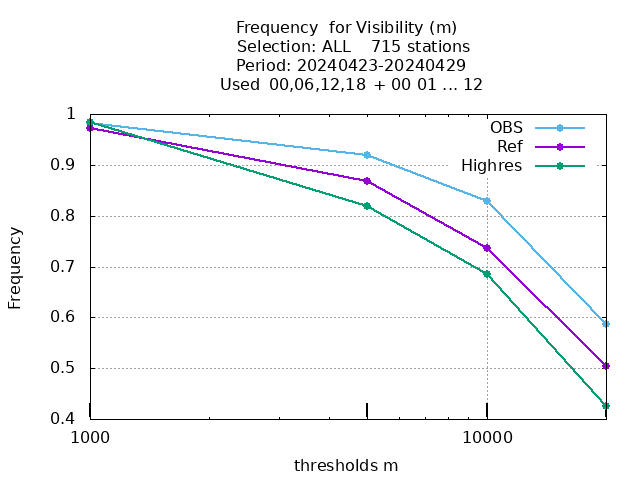 Frequency  for Visibility (m)
Selection: ALL    715 stations
Period: 20240423-20240429
Used  00,06,12,18 + 00 01 ... 12
OBS
Ref
Highres
1
0.9
0.8
0.7
0.6
0.5
0.4
Frequency
1000
10000
thresholds m